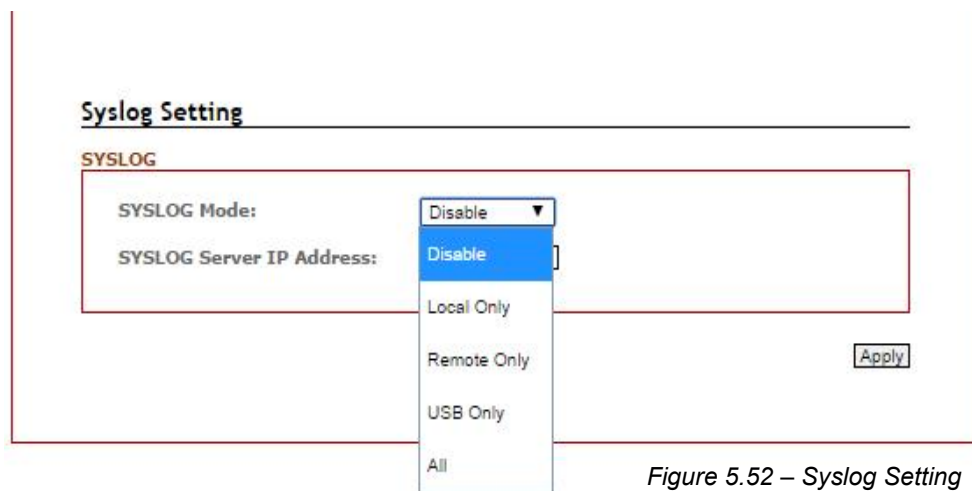 Syslog Setting
SYSLOG
SYSLOG Mode:
Disable
SYSLOG Server IP Address:
Disable
Local Only
Remote Only
Apply
USB Only
All
Figure 5.52 – Syslog Setting